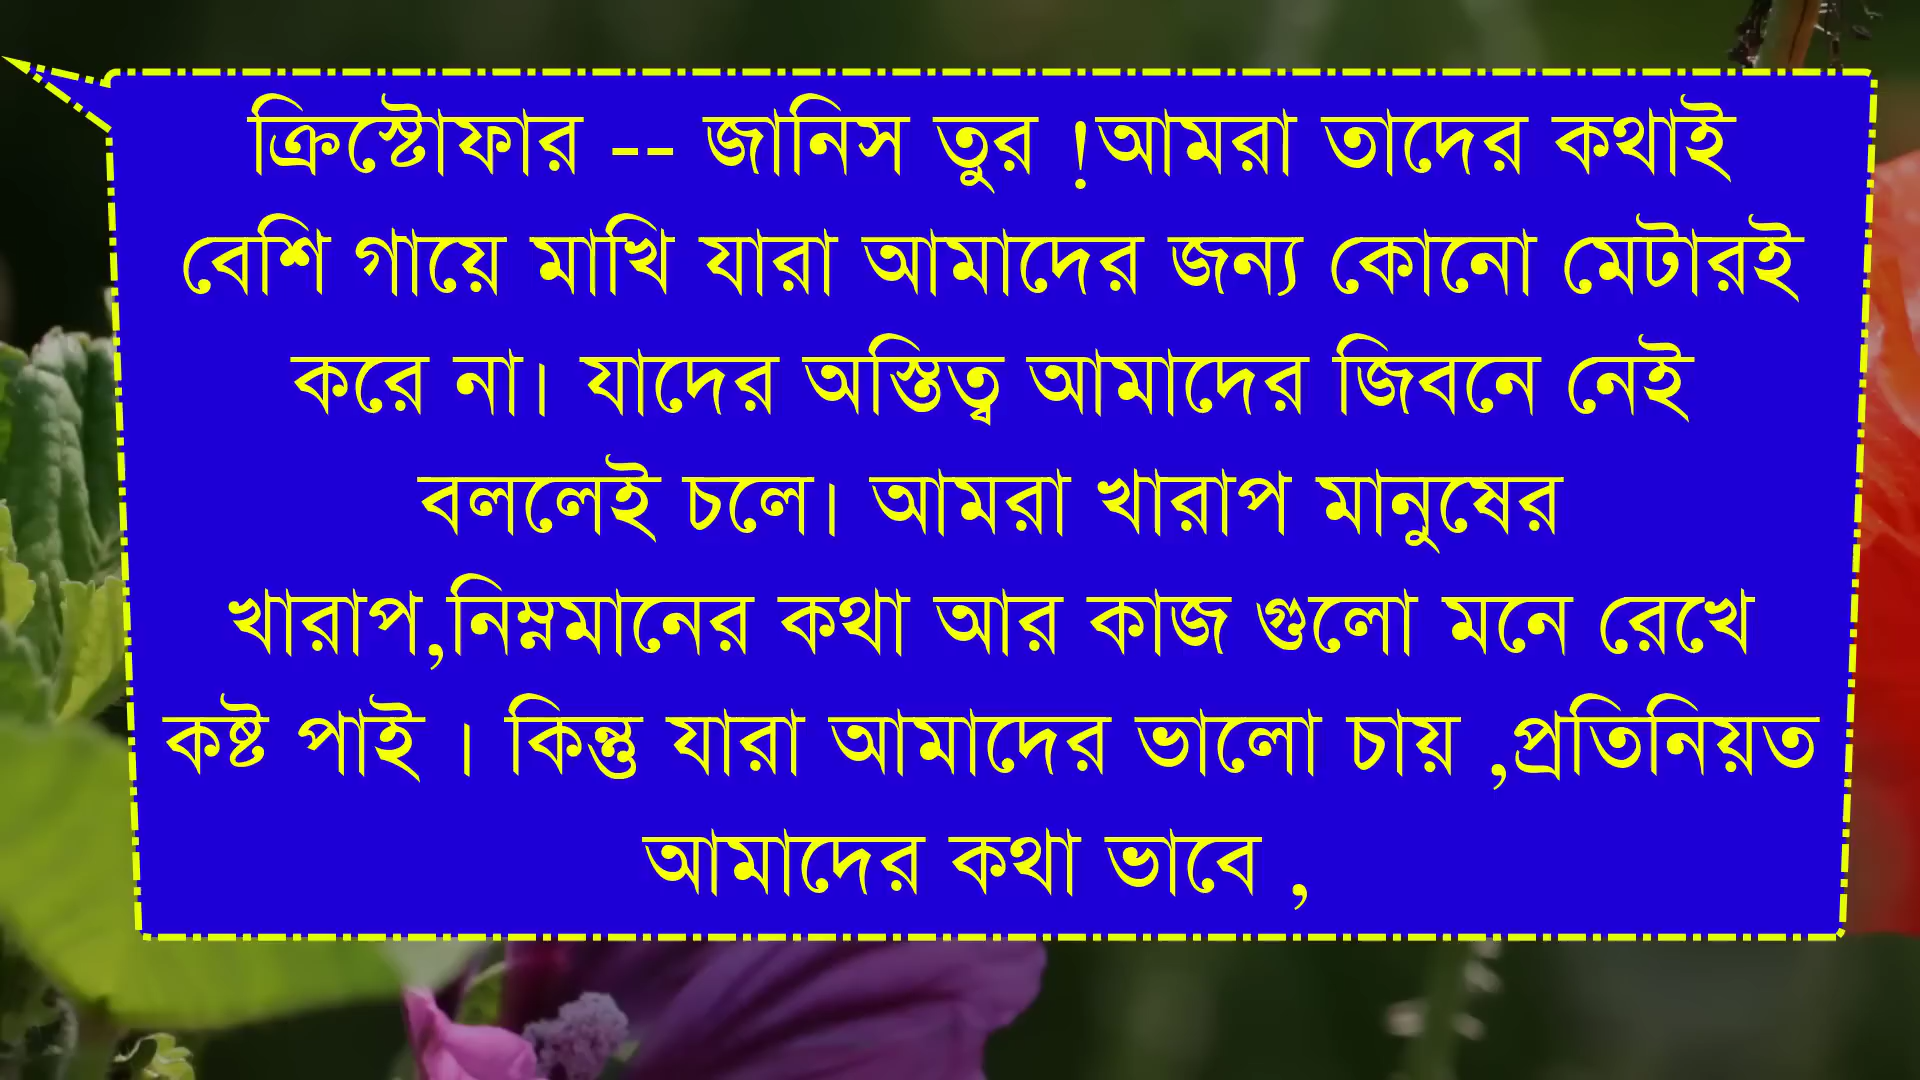 ক্রিস্টোফার -- জানিস তুর !আমরা তাদের কথাই
বেশি গায়ে মাখি যারা আমাদের জন্য কোনো মেটারই
করে না। যাদের অস্তিত্ব আমাদের জিবনে নেই
বললেই চলে। আমরা খারাপ মানুষের
খারাপ,নিম্নমানের কথা আর কাজ গুলো মনে রেখে
কষ্ট পাই । কিন্তু যারা আমাদের ভালো চায় ,প্রতিনিয়ত
আমাদের কথা ভাবে ,